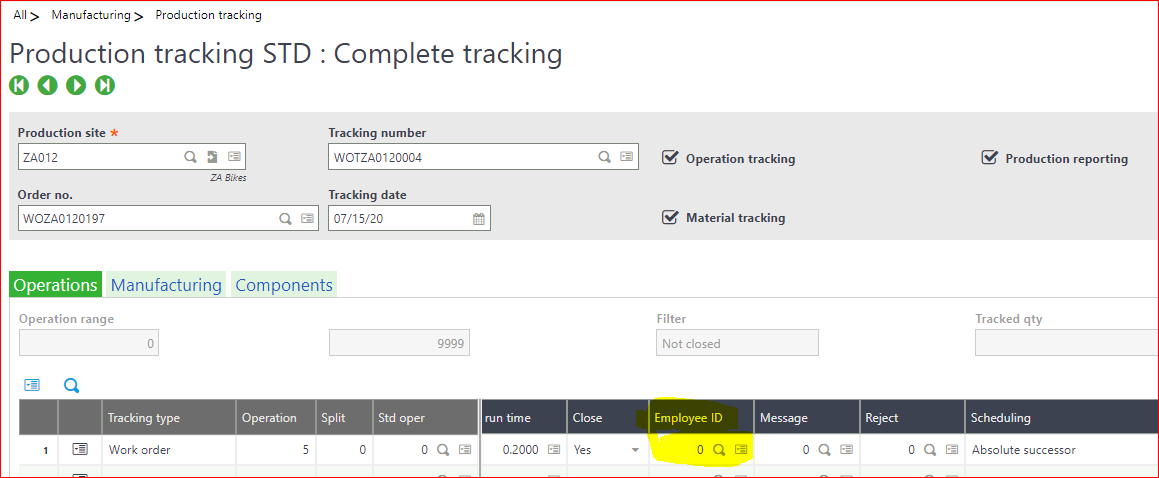 All > Manufacturing > Production tracking
Production tracking STD : Complete tracking
Production site *
Tracking number
ZA012
WOTZA0120004
Operation tracking
Production reporting
ZA Bikes
Order no.
Tracking date
WOZA0120197
07/15/20
Material tracking
Operations Manufacturing Components
Operation range
Filter
Tracked qty
0
9999
Not closed
Tracking type Operation Split Std oper run time Close Employee ID Message Reject Scheduling
1 Work order 5 0 0 0.2000 Yes 0 0 0 Absolute successor